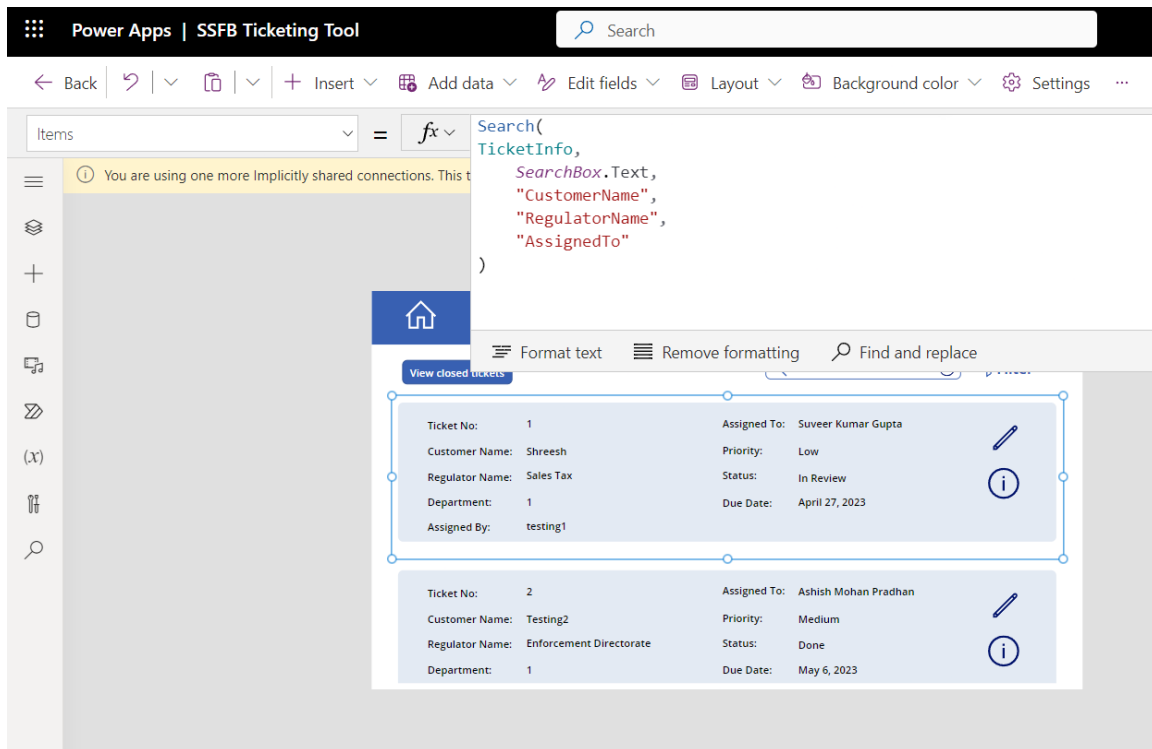 Power Apps | SSFB Ticketing Tool
Search
Back
Insert
Add data
Edit fields
Layout
Background color
Settings
...
Items
=
fx
Search(
TicketInfo,
SearchBox.Text,
"CustomerName",
"RegulatorName",
"AssignedTo"
)
You are using one more Implicitly shared connections. This t
(x)
Format text
Remove formatting
Find and replace
View closed tickets
Filter
Ticket No: 1 Assigned To: Suveer Kumar Gupta
Customer Name: Shreesh Priority: Low
Regulator Name: Sales Tax Status: In Review
Department: 1 Due Date: April 27, 2023
Assigned By: testing1
Ticket No: 2 Assigned To: Ashish Mohan Pradhan
Customer Name: Testing2 Priority: Medium
Regulator Name: Enforcement Directorate Status: Done
Department: 1 Due Date: May 6, 2023